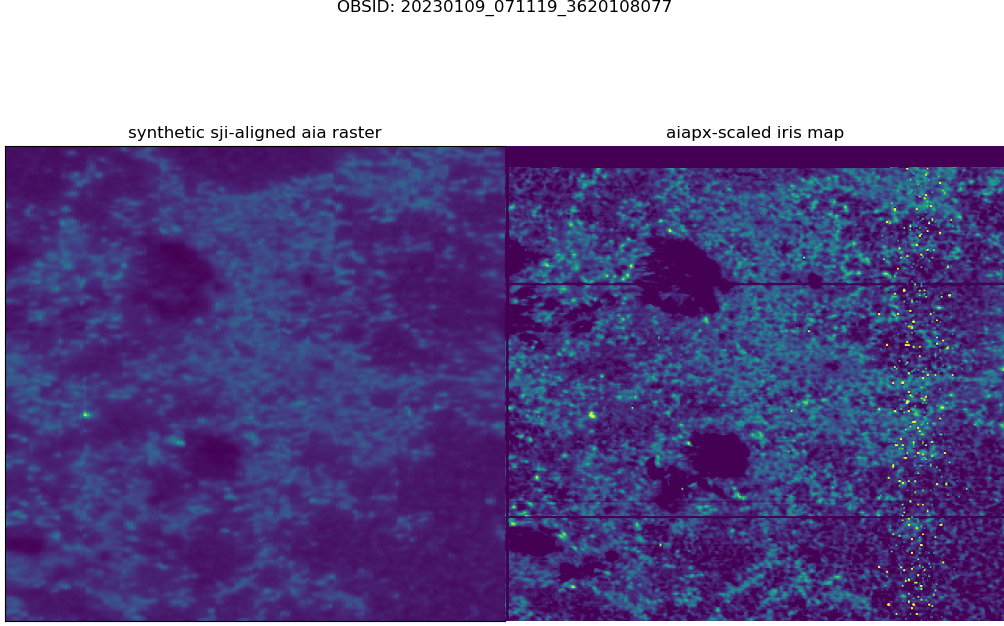 OBSID: 20230109_071119_3620108077
synthetic sji-aligned aia raster
aiapx-scaled iris map